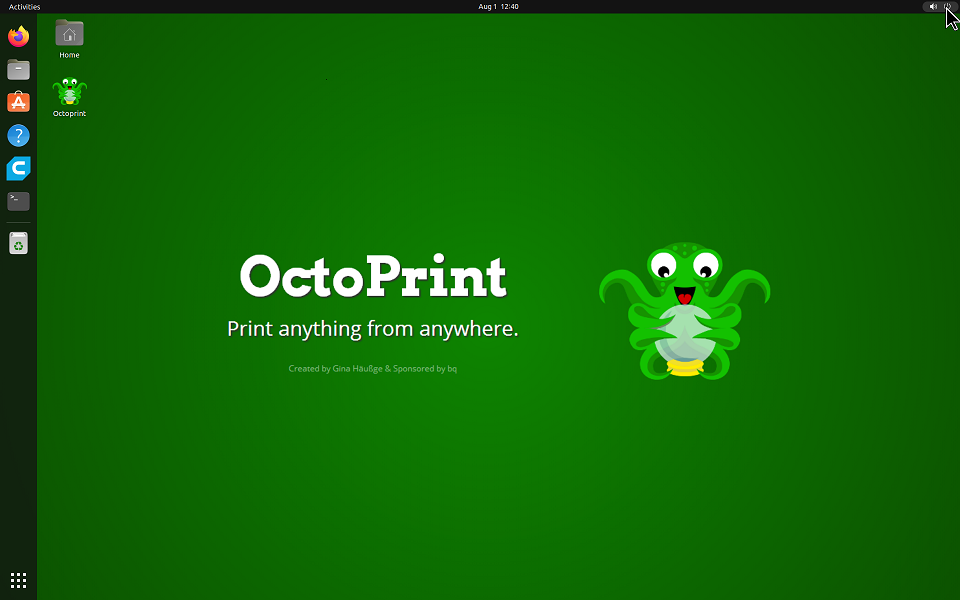 Activities
Aug 1 12:40
Home
Octoprint
OctoPrint
Print anything from anywhere.
Created by Gina Häußge & Sponsored by bq